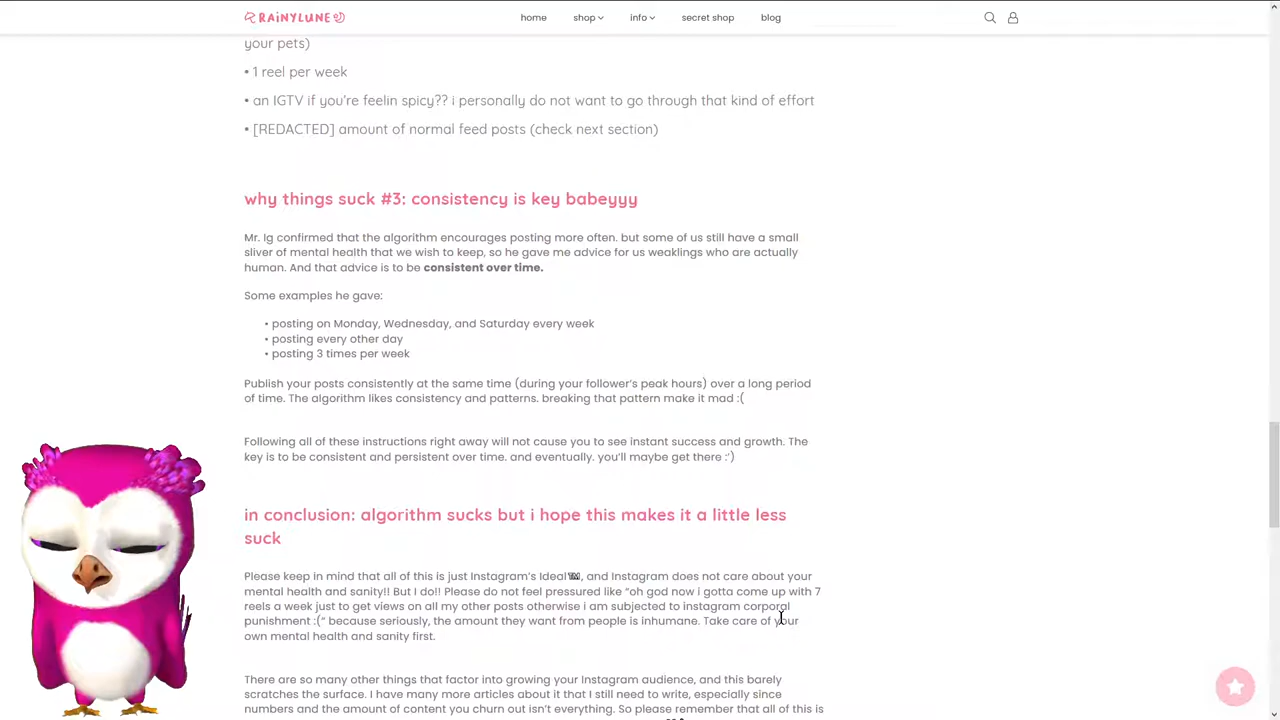 RAINYLUNE
home shop info secret shop blog
your pets)
• 1 reel per week
• an IGTV if you're feelin spicy?? i personally do not want to go through that kind of effort
• [REDACTED] amount of normal feed posts (check next section)
why things suck #3: consistency is key babeyyy
Mr. Ig confirmed that the algorithm encourages posting more often. but some of us still have a small
sliver of mental health that we wish to keep, so he gave me advice for us weaklings who are actually
human. And that advice is to be consistent over time.
Some examples he gave:
• posting on Monday, Wednesday, and Saturday every week
• posting every other day
• posting 3 times per week
Publish your posts consistently at the same time (during your follower's peak hours) over a long period
of time. The algorithm likes consistency and patterns. breaking that pattern make it mad :(
Following all of these instructions right away will not cause you to see instant success and growth. The
key is to be consistent and persistent over time. and eventually. you'll maybe get there :')
in conclusion: algorithm sucks but i hope this makes it a little less
suck
Please keep in mind that all of this is just Instagram's Ideal, and Instagram does not care about your
mental health and sanity!! But I do!! Please do not feel pressured like "oh god now i gotta come up with 7
reels a week just to get views on all my other posts otherwise i am subjected to instagram corporal
punishment :(" because seriously, the amount they want from people is inhumane. Take care of your
own mental health and sanity first.
There are so many other things that factor into growing your Instagram audience, and this barely
scratches the surface. I have many more articles about it that I still need to write, especially since
numbers and the amount of content you churn out isn't everything. So please remember that all of this is